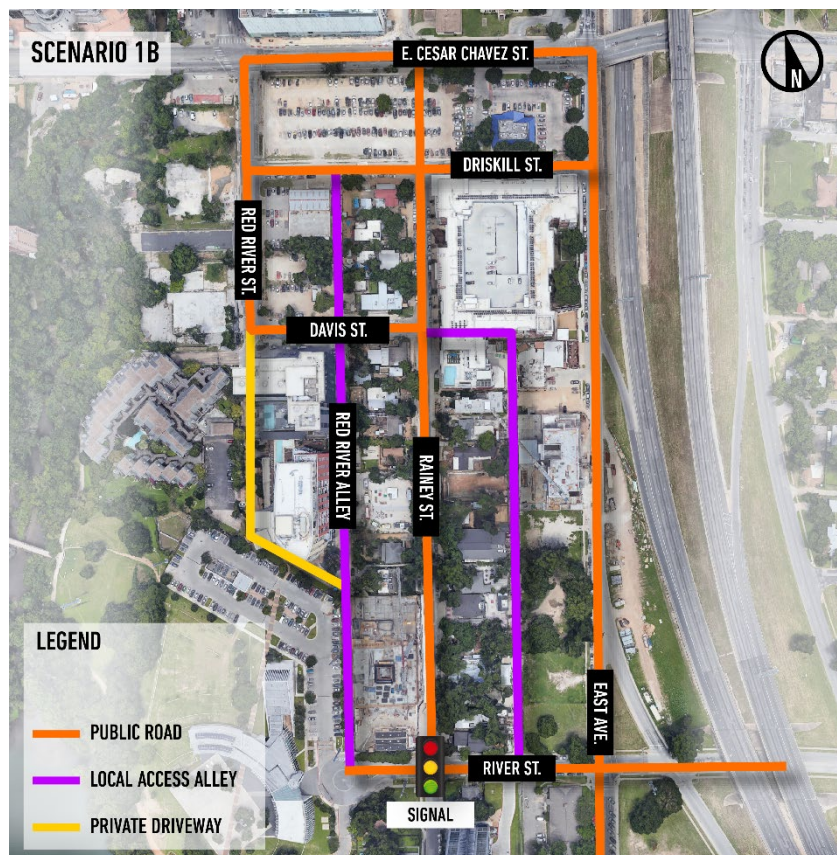 SCENARIO 1B
E. CESAR CHAVEZ ST.
N
DRISKILL ST.
RED RIVER ST.
DAVIS ST.
RED RIVER ALLEY
RAINEY ST.
LEGEND
PUBLIC ROAD
LOCAL ACCESS ALLEY
PRIVATE DRIVEWAY
EAST AVE.
RIVER ST.
SIGNAL